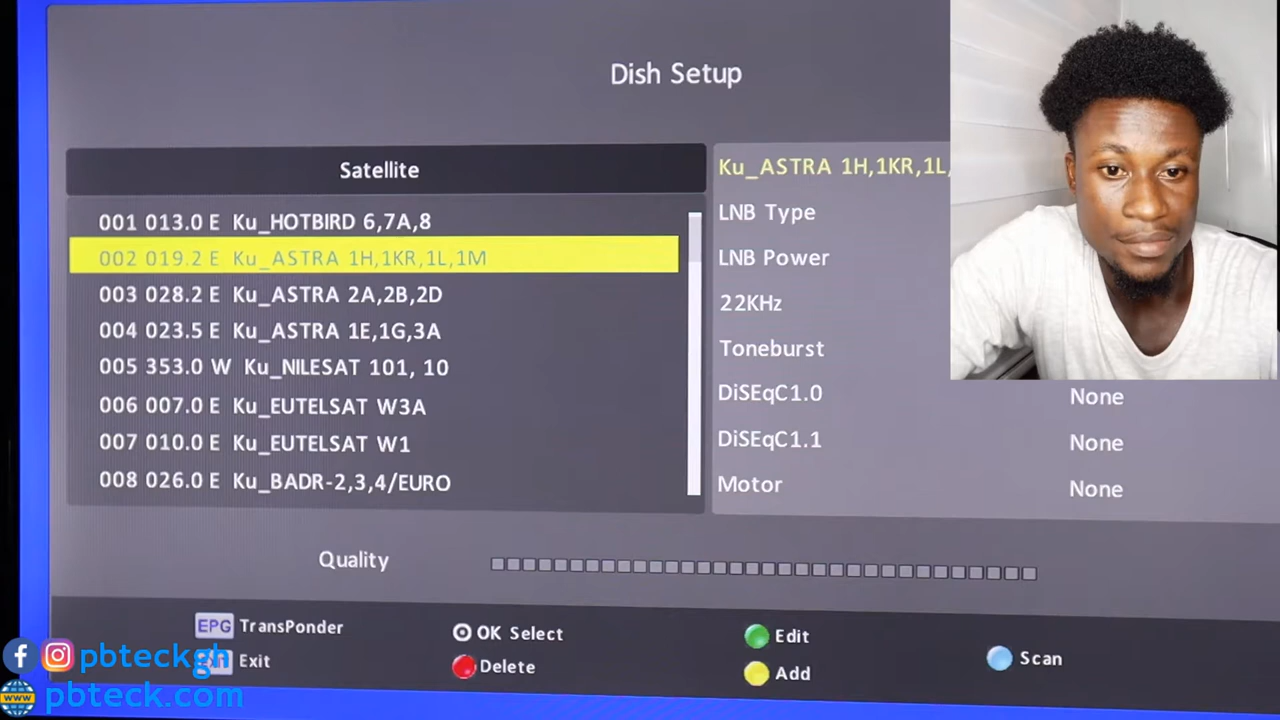 Dish Setup
Satellite
001 013.0 E Ku_HOTBIRD 6,7A,8
002 019.2 E Ku_ASTRA 1H,1KR,1L,1M
003 028.2 E Ku_ASTRA 2A,2B,2D
004 023.5 E Ku_ASTRA 1E,1G,3A
005 353.0 W Ku_NILESAT 101, 10
006 007.0 E Ku_EUTELSAT W3A
007 010.0 E Ku_EUTELSAT W1
008 026.0 E Ku_BADR-2,3,4/EURO
Ku_ASTRA 1H,1KR,1L,
LNB Type
LNB Power
22KHz
Toneburst
DiSEqC1.0 None
DiSEqC1.1 None
Motor None
Quality
EPG TransPonder
OK Select
Edit
Scan
Exit
Delete
Add
pbteckgh
www pbteck.com